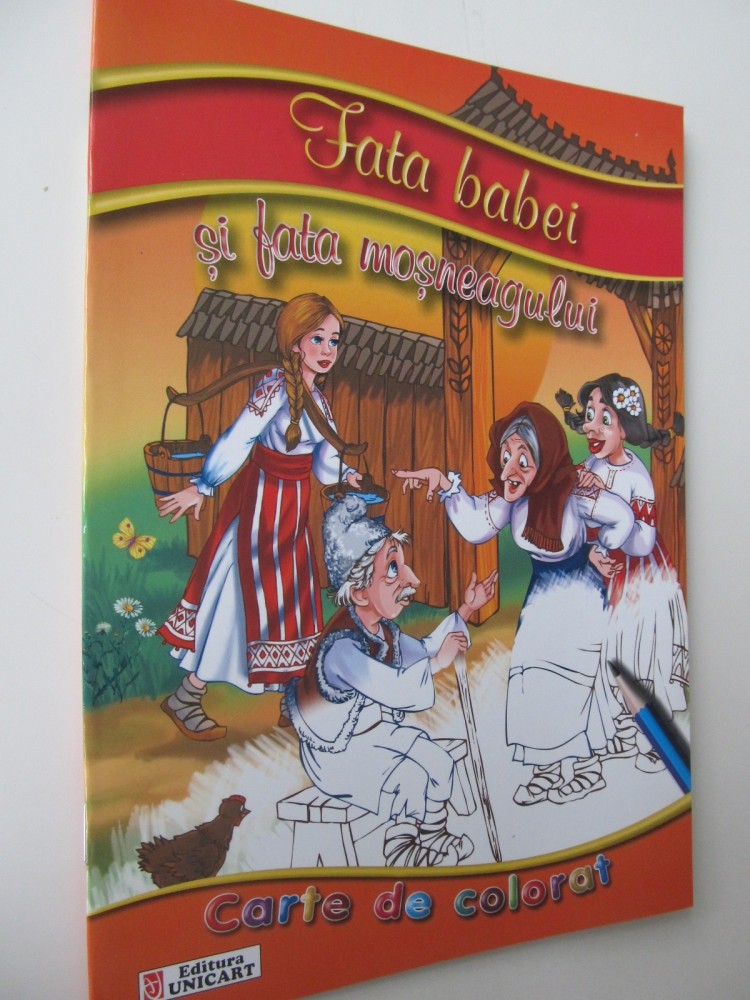 Fata babei
și fata moșneagului
Carte de colorat
Editura
UNICART